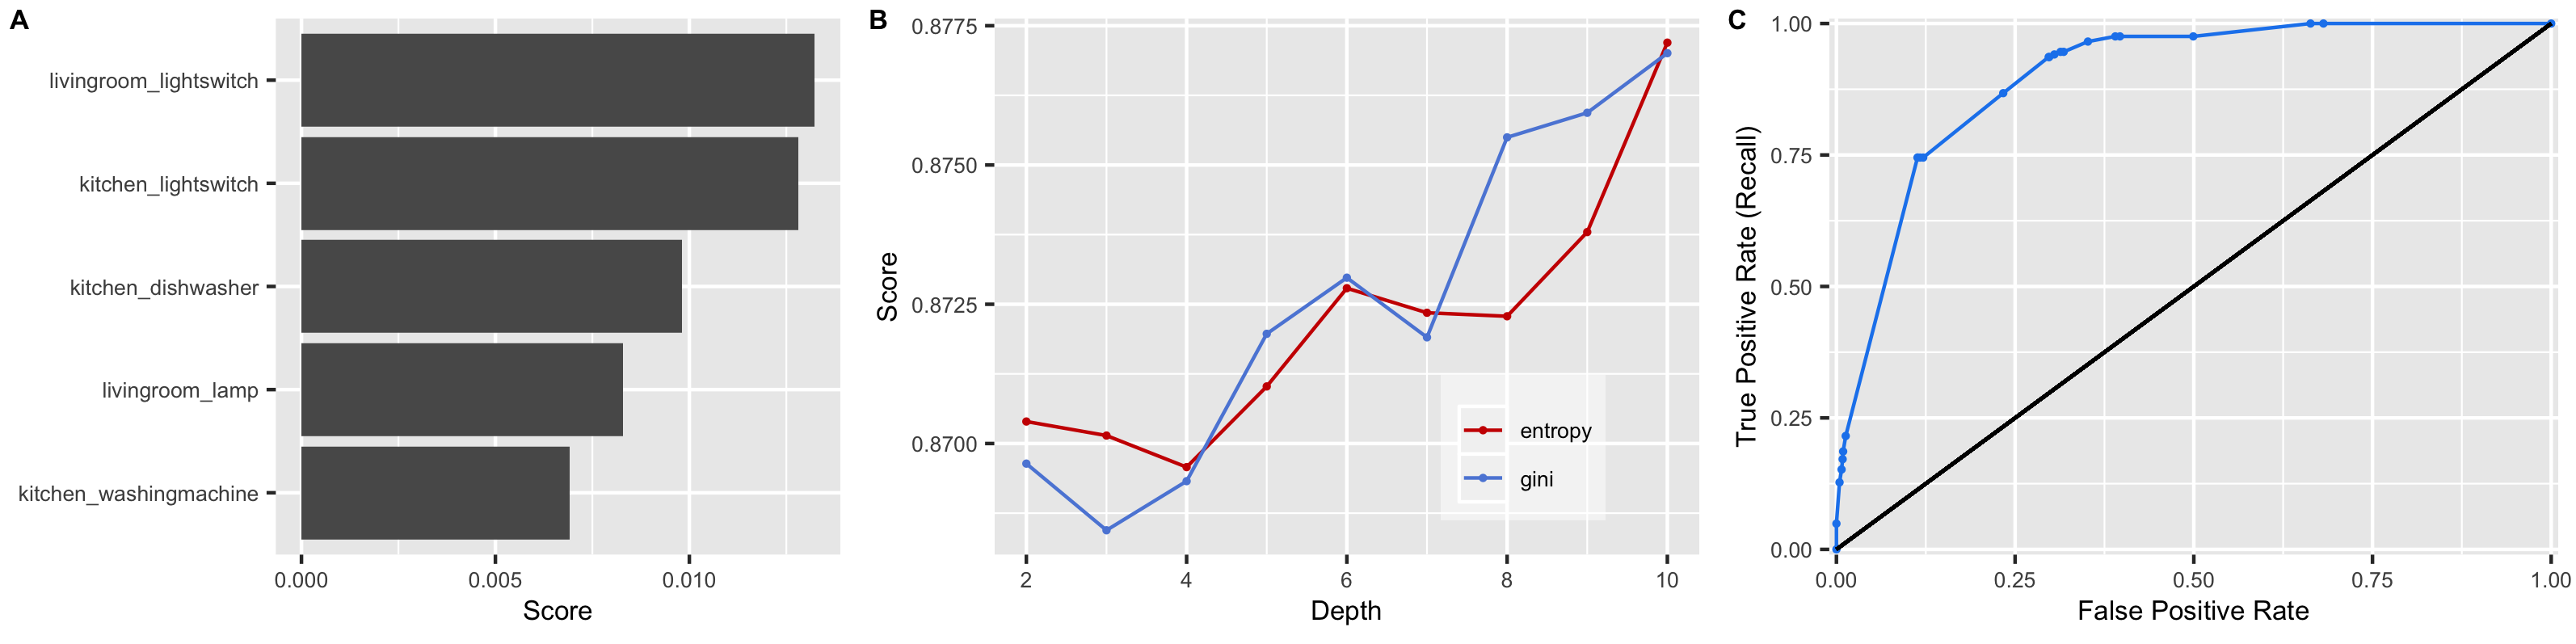 A
livingroom_lightswitch
kitchen_lightswitch
kitchen_dishwasher
livingroom_lamp
kitchen_washingmachine
0.000 0.005 0.010
Score
B
0.8775
0.8750
0.8725
0.8700
Score
entropy
gini
2 4 6 8 10
Depth
C
1.00
0.75
0.50
0.25
0.00
True Positive Rate (Recall)
0.00 0.25 0.50 0.75 1.00
False Positive Rate